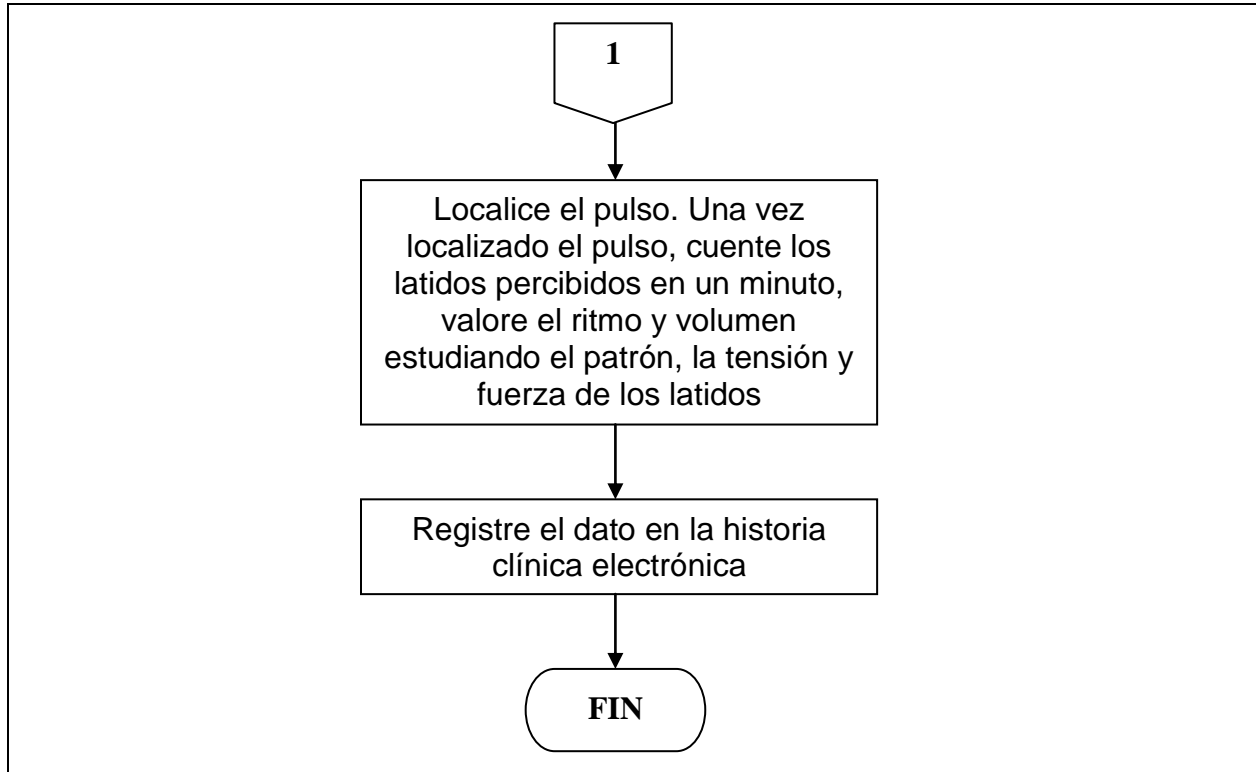 1
Localice el pulso. Una vez
localizado el pulso, cuente los
latidos percibidos en un minuto,
valore el ritmo y volumen
estudiando el patrón, la tensión y
fuerza de los latidos
Registre el dato en la historia
clínica electrónica
FIN